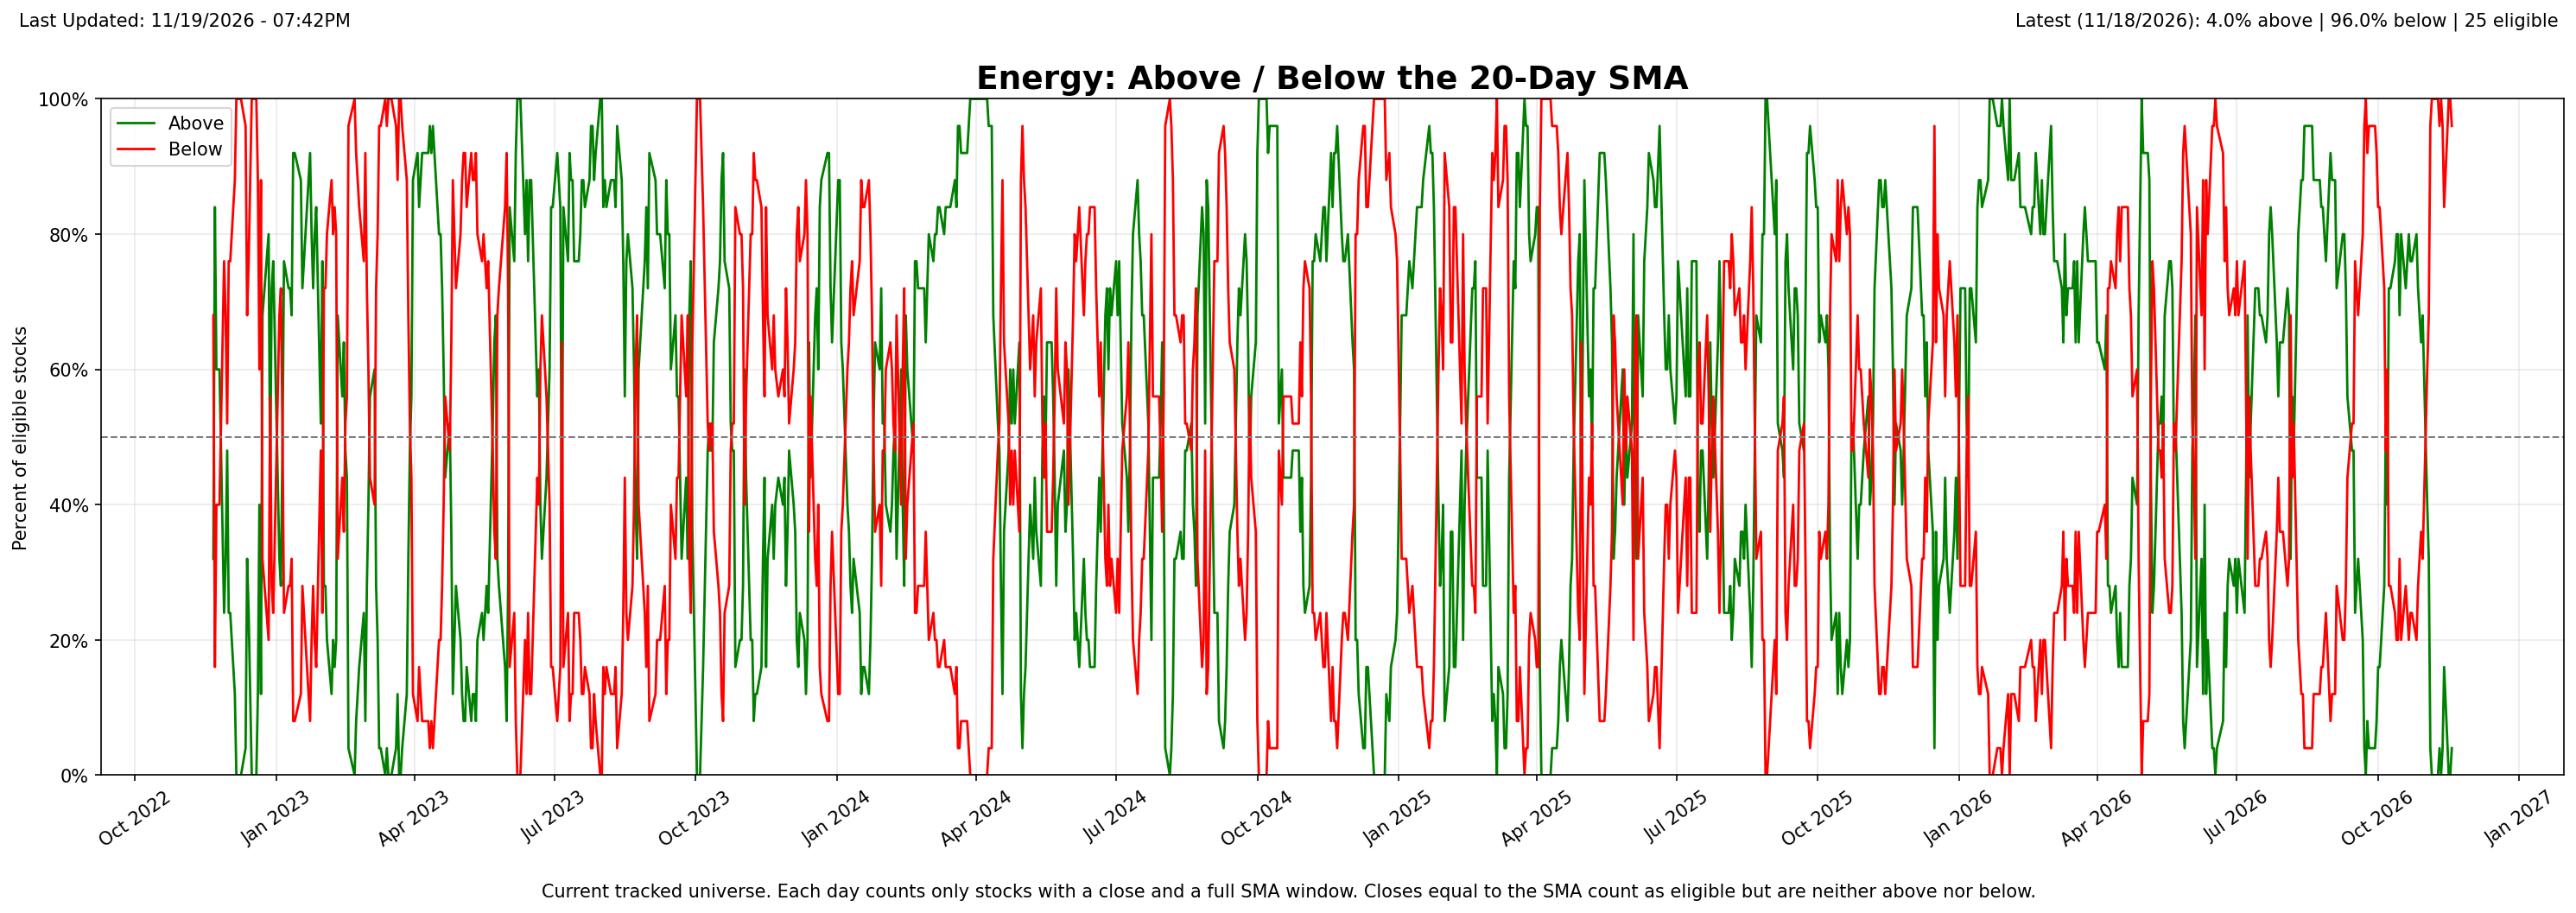 Last Updated: 11/19/2026 - 07:42PM
Latest (11/18/2026): 4.0% above | 96.0% below | 25 eligible
Energy: Above / Below the 20-Day SMA
Above
Below
Percent of eligible stocks
100%
80%
60%
40%
20%
0%
Oct 2022
Jan 2023
Apr 2023
Jul 2023
Oct 2023
Jan 2024
Apr 2024
Jul 2024
Oct 2024
Jan 2025
Apr 2025
Jul 2025
Oct 2025
Jan 2026
Apr 2026
Jul 2026
Oct 2026
Jan 2027
Current tracked universe. Each day counts only stocks with a close and a full SMA window. Closes equal to the SMA count as eligible but are neither above nor below.